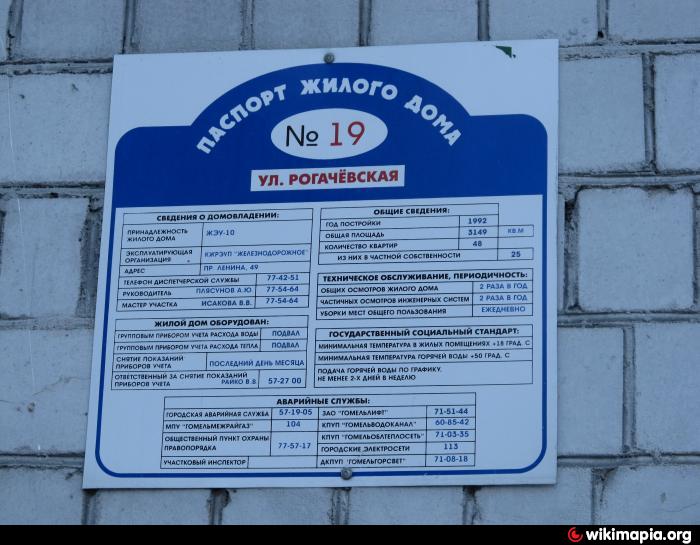 ПАСПОРТ ЖИЛОГО ДОМА
№ 19
УЛ. РОГАЧЁВСКАЯ
СВЕДЕНИЯ О ДОМОВЛАДЕНИИ:
ПРИНАДЛЕЖНОСТЬ ЖЭУ-10
ЖИЛОГО ДОМА
ЭКСПЛУАТИРУЮЩАЯ КИРЭУП "ЖЕЛЕЗНОДОРОЖНОЕ"
ОРГАНИЗАЦИЯ
АДРЕС ПР. ЛЕНИНА, 49
ТЕЛЕФОН ДИСПЕТЧЕРСКОЙ СЛУЖБЫ 77-42-51
РУКОВОДИТЕЛЬ ПЛЯСУНОВ А.Ю. 77-54-64
МАСТЕР УЧАСТКА ИСАКОВА В.В. 77-54-64
ЖИЛОЙ ДОМ ОБОРУДОВАН:
ГРУППОВЫМ ПРИБОРОМ УЧЕТА РАСХОДА ВОДЫ ПОДВАЛ
ГРУППОВЫМ ПРИБОРОМ УЧЕТА РАСХОДА ТЕПЛА ПОДВАЛ
СНЯТИЕ ПОКАЗАНИЙ ПОСЛЕДНИЙ ДЕНЬ МЕСЯЦА
ПРИБОРОВ УЧЕТА
ОТВЕТСТВЕННЫЙ ЗА СНЯТИЕ ПОКАЗАНИЙ 57-27 00
ПРИБОРОВ УЧЕТА РАЙКО В.В.
ОБЩИЕ СВЕДЕНИЯ:
ГОД ПОСТРОЙКИ 1992
ОБЩАЯ ПЛОЩАДЬ 3149 КВ.М
КОЛИЧЕСТВО КВАРТИР 48
ИЗ НИХ В ЧАСТНОЙ СОБСТВЕННОСТИ 25
ТЕХНИЧЕСКОЕ ОБСЛУЖИВАНИЕ, ПЕРИОДИЧНОСТЬ:
ОБЩИХ ОСМОТРОВ ЖИЛОГО ДОМА 2 РАЗА В ГОД
ЧАСТИЧНЫХ ОСМОТРОВ ИНЖЕНЕРНЫХ СИСТЕМ 2 РАЗА В ГОД
УБОРКИ МЕСТ ОБЩЕГО ПОЛЬЗОВАНИЯ ЕЖЕДНЕВНО
ГОСУДАРСТВЕННЫЙ СОЦИАЛЬНЫЙ СТАНДАРТ:
МИНИМАЛЬНАЯ ТЕМПЕРАТУРА В ЖИЛЫХ ПОМЕЩЕНИЯХ +18 ГРАД. С
МИНИМАЛЬНАЯ ТЕМПЕРАТУРА ГОРЯЧЕЙ ВОДЫ +50 ГРАД. С
ПОДАЧА ГОРЯЧЕЙ ВОДЫ ПО ГРАФИКУ.
НЕ МЕНЕЕ 2-Х ДНЕЙ В НЕДЕЛЮ
АВАРИЙНЫЕ СЛУЖБЫ:
ГОРОДСКАЯ АВАРИЙНАЯ СЛУЖБА 57-19-05
МПУ "ГОМЕЛЬМЕЖРАЙГАЗ" 104
ОБЩЕСТВЕННЫЙ ПУНКТ ОХРАНЫ 77-57-17
ПРАВОПОРЯДКА
УЧАСТКОВЫЙ ИНСПЕКТОР
ЗАО "ГОМЕЛЬЛИФТ" 71-51-44
КПУП "ГОМЕЛЬВОДОКАНАЛ" 60-85-42
КПУП "ГОМЕЛЬОБЛТЕПЛОСЕТЬ" 71-03-35
ГОРОДСКИЕ ЭЛЕКТРОСЕТИ 113
ДКПУП "ГОМЕЛЬГОРСВЕТ" 71-08-18
wikimapia.org